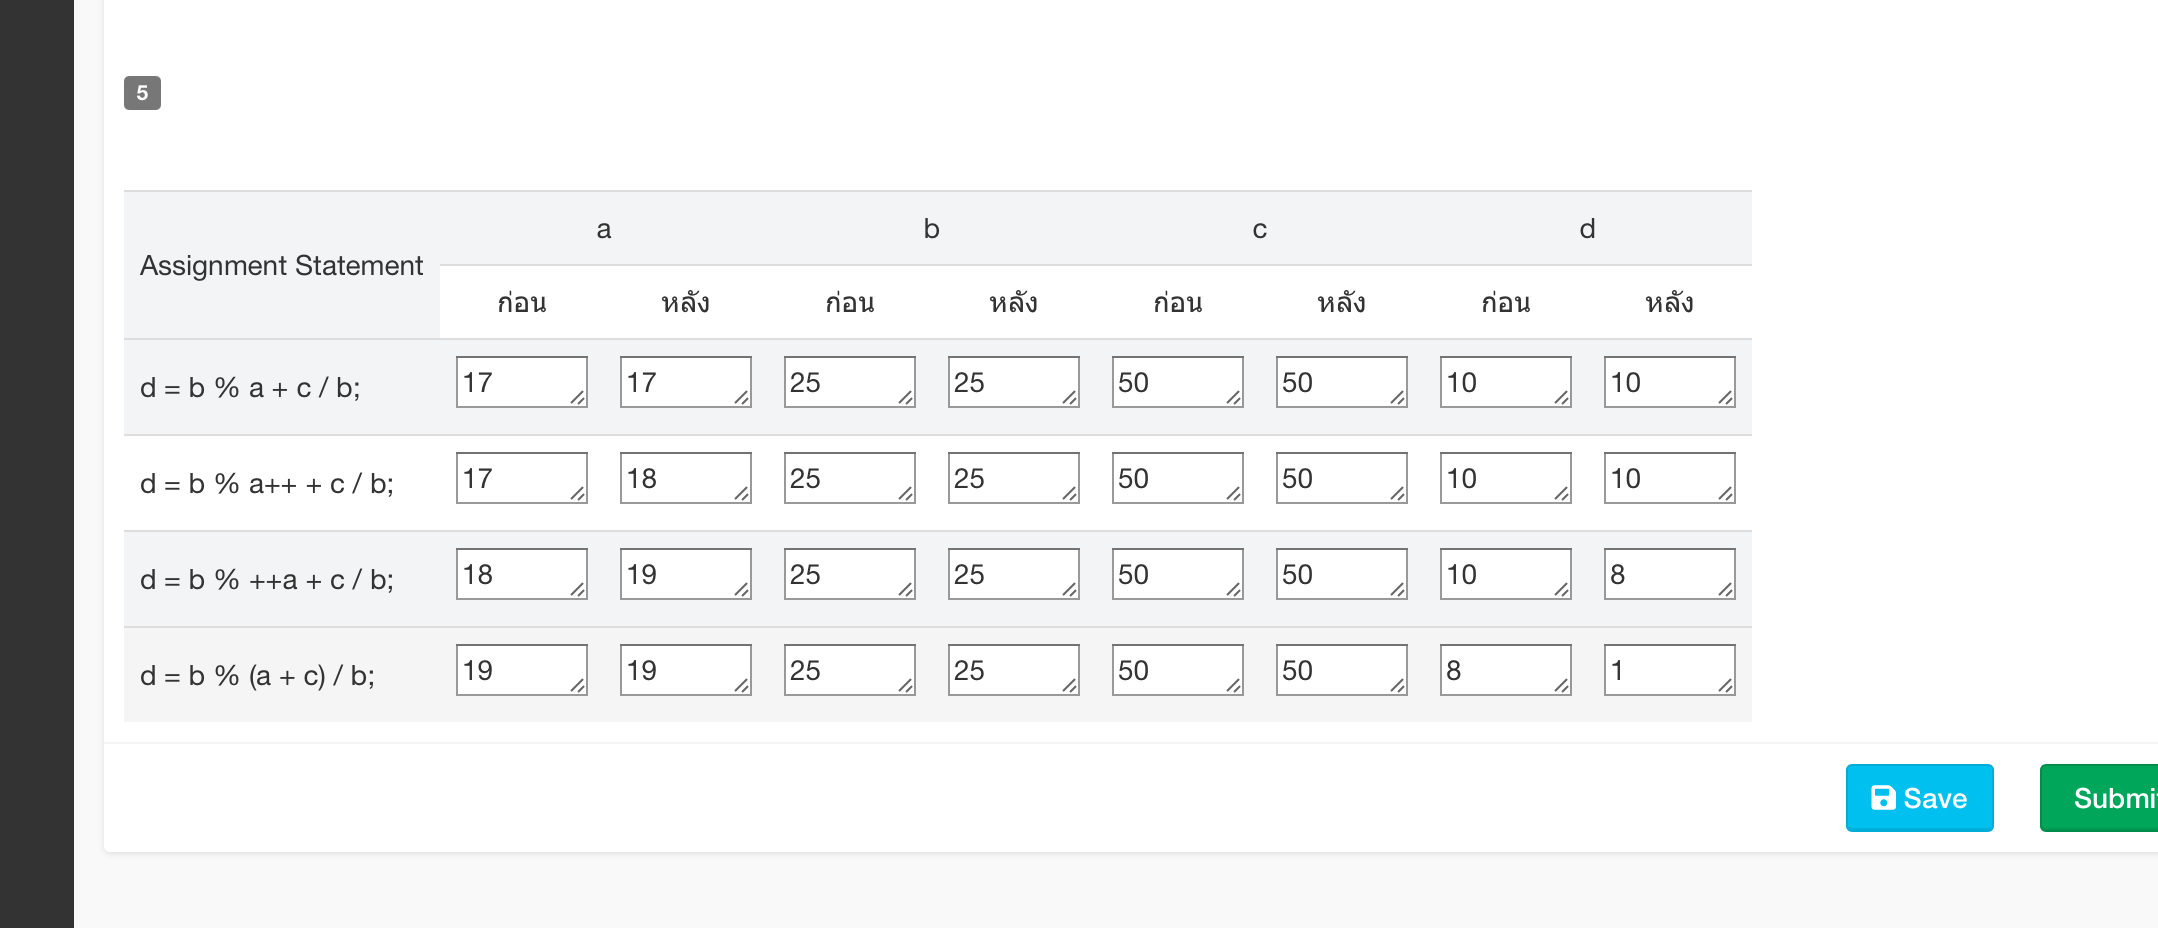 5
a b c d
Assignment Statement
ก่อน หลัง ก่อน หลัง ก่อน หลัง ก่อน หลัง
d = b % a + c / b; 17 17 25 25 50 50 10 10
d = b % a++ + c / b; 17 18 25 25 50 50 10 10
d = b % ++a + c / b; 18 19 25 25 50 50 10 8
d = b % (a + c) / b; 19 19 25 25 50 50 8 1
Save Submi